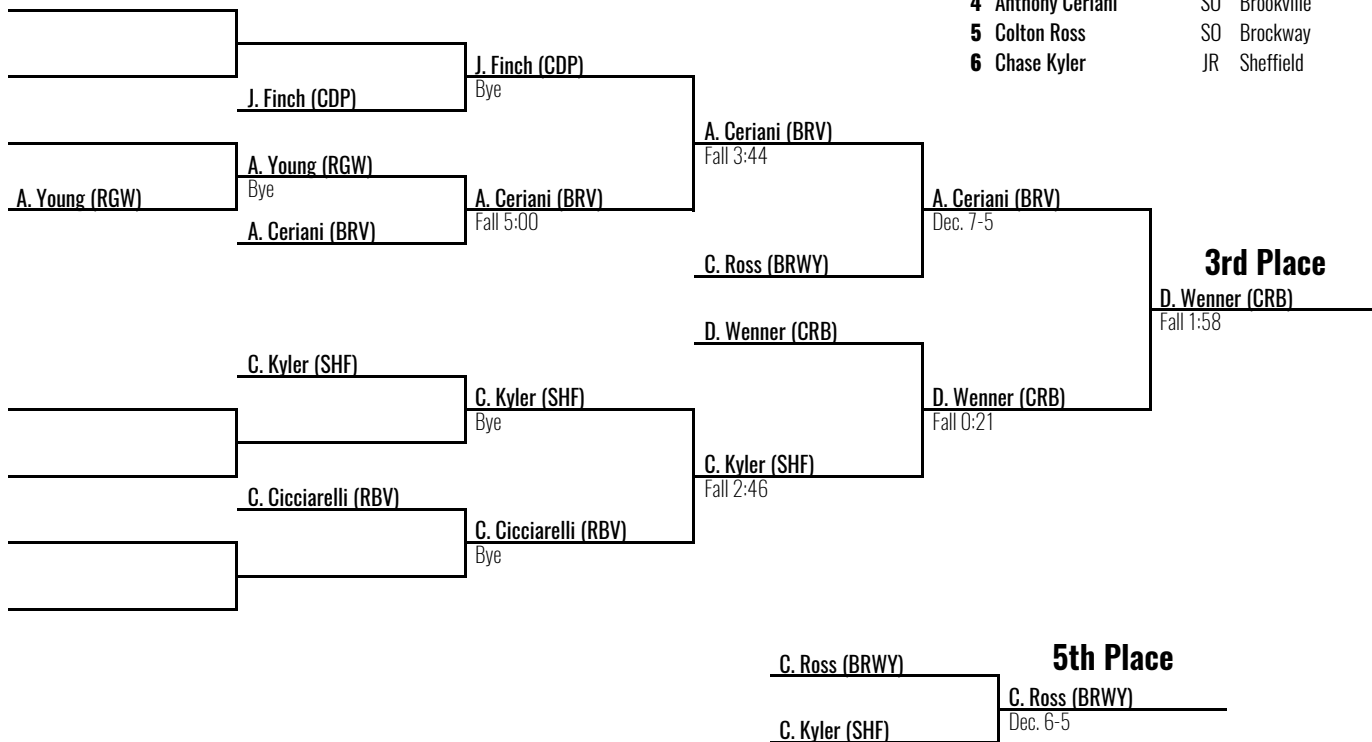 4 Anthony Ceriani SO Brookville
5 Colton Ross SO Brockway
6 Chase Kyler JR Sheffield
J. Finch (CDP)
Bye
J. Finch (CDP)
A. Ceriani (BRV)
Fall 3:44
A. Young (RGW)
Bye
A. Young (RGW)
A. Ceriani (BRV)
Fall 5:00
A. Ceriani (BRV)
Dec. 7-5
A. Ceriani (BRV)
C. Ross (BRWY)
3rd Place
D. Wenner (CRB)
Fall 1:58
D. Wenner (CRB)
C. Kyler (SHF)
C. Kyler (SHF)
Bye
D. Wenner (CRB)
Fall 0:21
C. Kyler (SHF)
Fall 2:46
C. Cicciarelli (RBV)
C. Cicciarelli (RBV)
Bye
5th Place
C. Ross (BRWY)
C. Ross (BRWY)
Dec. 6-5
C. Kyler (SHF)